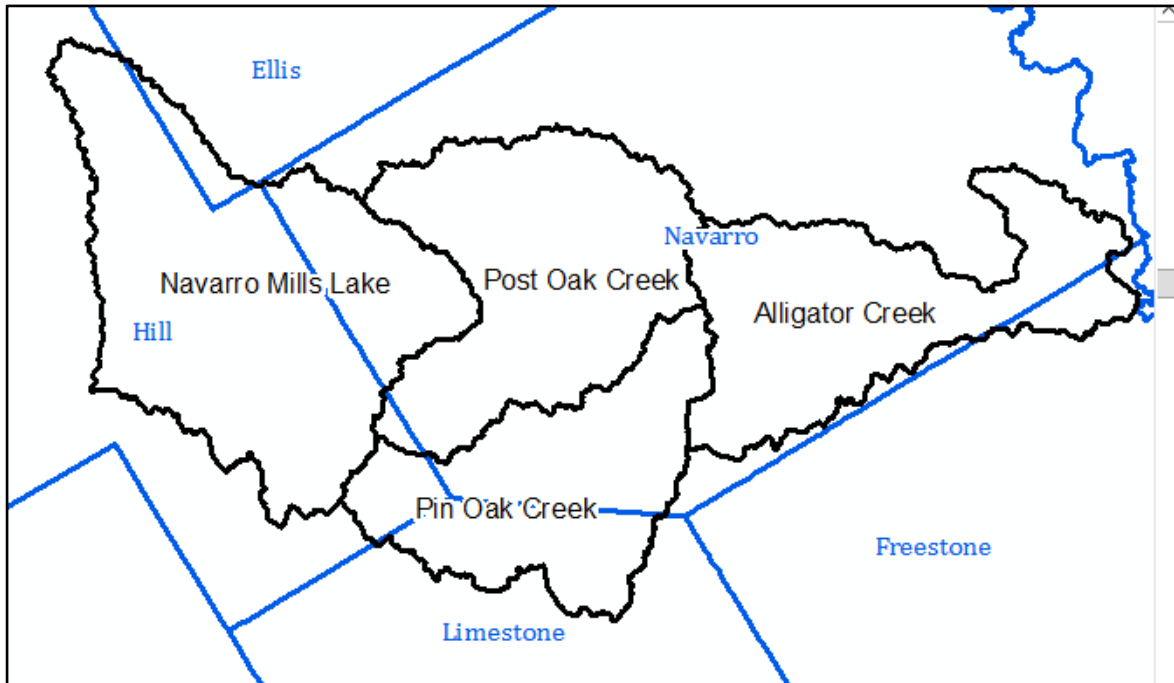 Ellis
Navarro
Navarro Mills Lake
Post Oak Creek
Alligator Creek
Hill
Pin Oak Creek
Freestone
Limestone